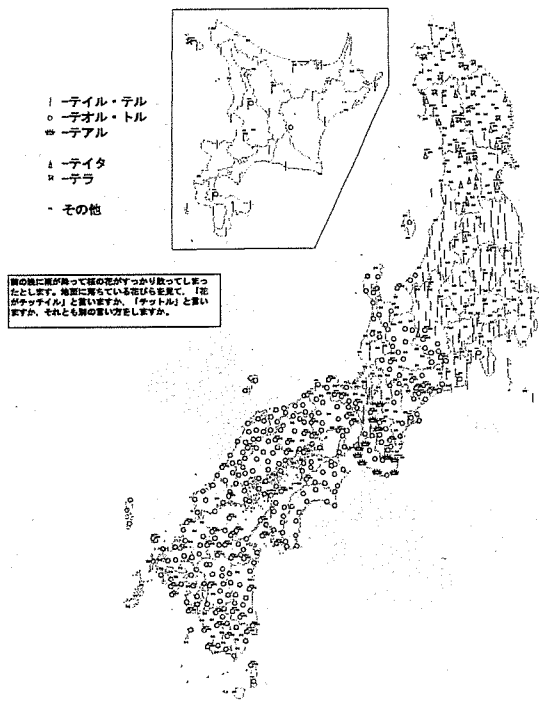 -テイル・テル
-テオル・トル
-テアル
-テイタ
-テラ
その他
前の晩に雨が降って桜の花がすっかり散ってしまっ
たとします。地面に落ちている花びらを見て、「花
がチッテイル」と言いますか、「チットル」と言い
ますか、それとも別の言い方をしますか。